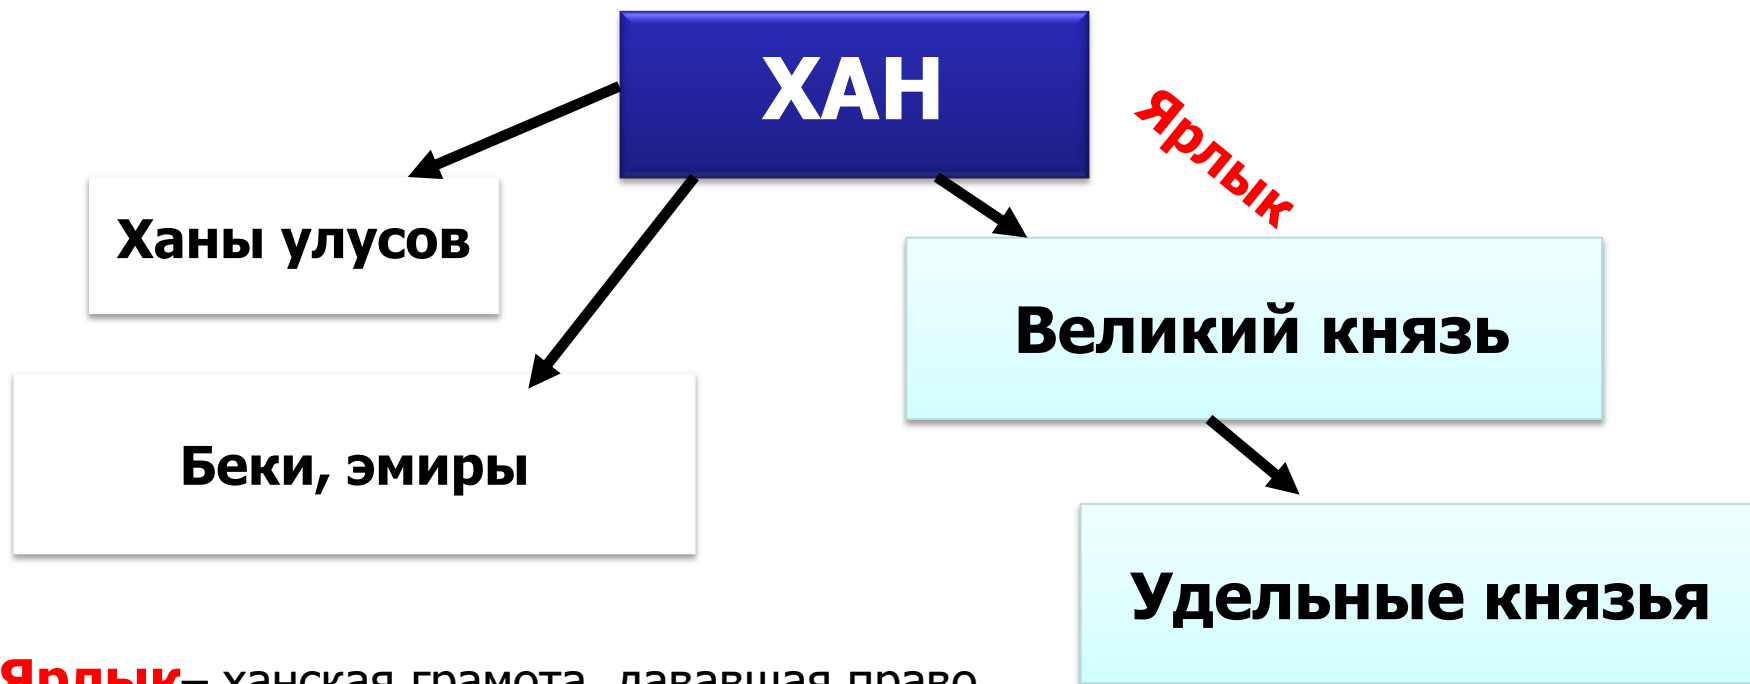 ХАН
Ярлык
Ханы улусов
Великий князь
Беки, эмиры
Удельные князья
Ярлык– ханская грамота, дававшая право